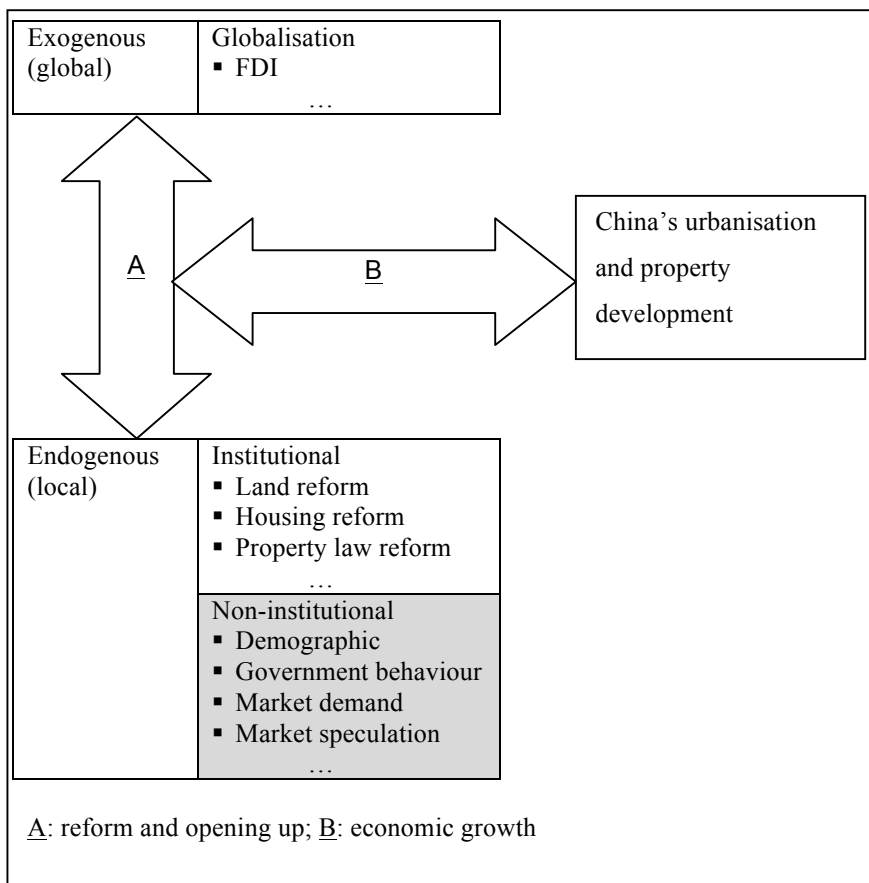 Exogenous
(global)
Globalisation
▪ FDI
…
A
B
China’s urbanisation
and property
development
Endogenous
(local)
Institutional
▪ Land reform
▪ Housing reform
▪ Property law reform
…
Non-institutional
▪ Demographic
▪ Government behaviour
▪ Market demand
▪ Market speculation
…
A: reform and opening up; B: economic growth